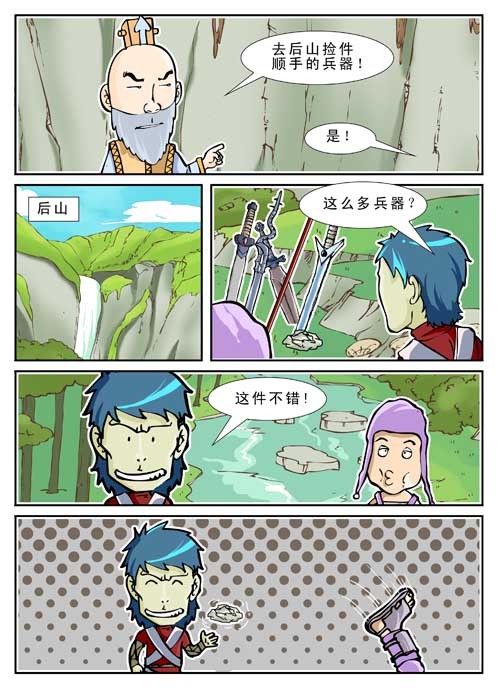 去后山捡件
顺手的兵器！
是！
后山
这么多兵器？
这件不错！